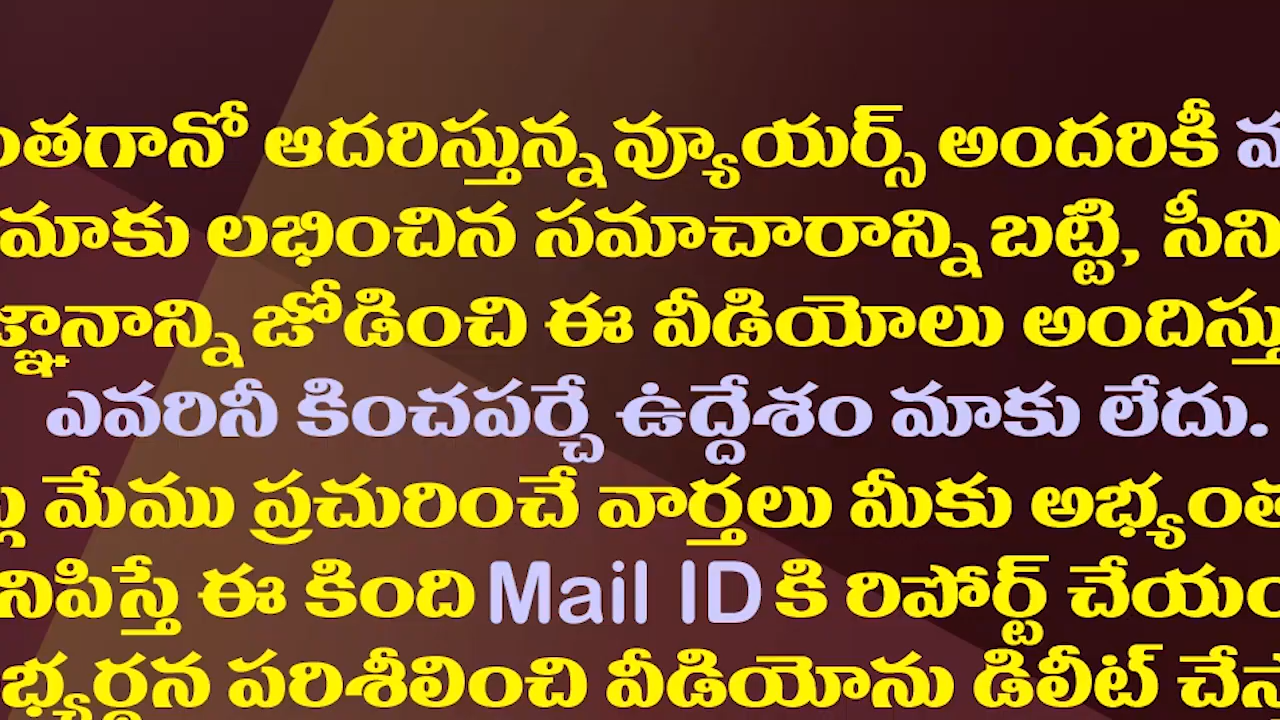 ఆదరిస్తున్న వ్యూయర్స్ అందరికీ
మాకు లభించిన సమాచారాన్ని బట్టి,
జోడించి ఈ వీడియోలు
ఎవరినీ కించపర్చే ఉద్దేశం మాకు లేదు.
మేము ప్రచురించే వార్తలు మీకు
ఈ కింది Mail ID కి రిపోర్ట్
పరిశీలించి వీడియోను డిలీట్